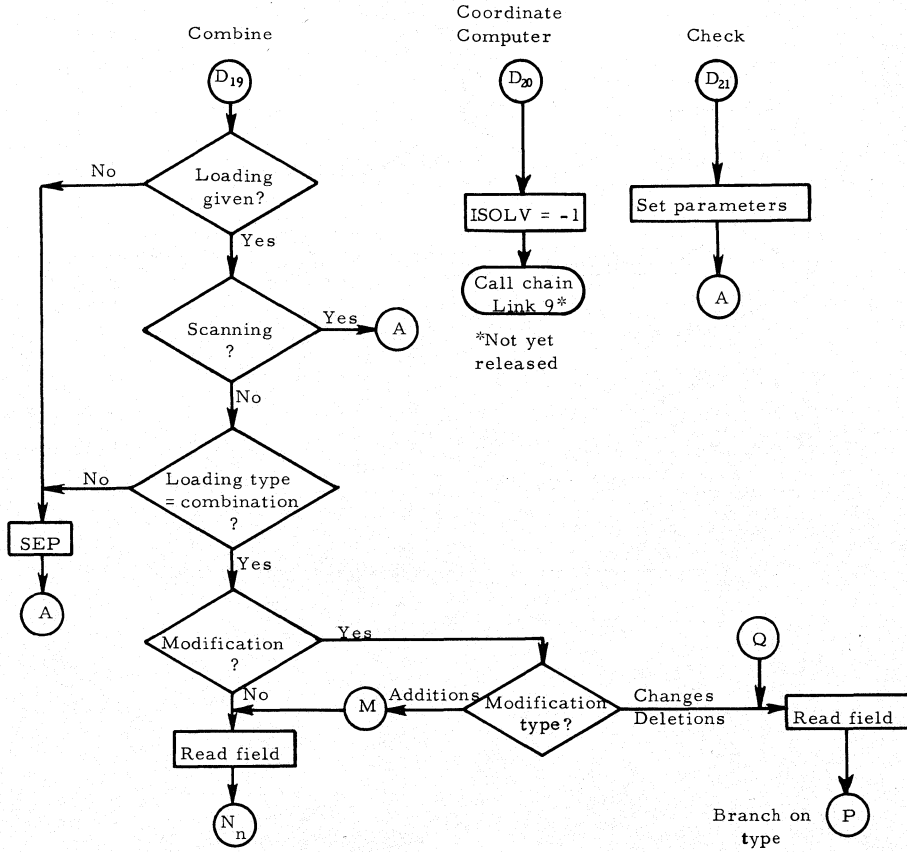 Combine
D19
Loading
given?
No
Yes
Scanning
?
Yes
A
No
Loading type
= combination
?
No
SEP
A
Yes
Modification
?
Yes
No
M
Additions
Modification
type?
Changes
Deletions
Q
Read field
Read field
Nn
Branch on
type
P
Coordinate
Computer
D20
ISOLV = -1
Call chain
Link 9*
*Not yet
released
Check
D21
Set parameters
A